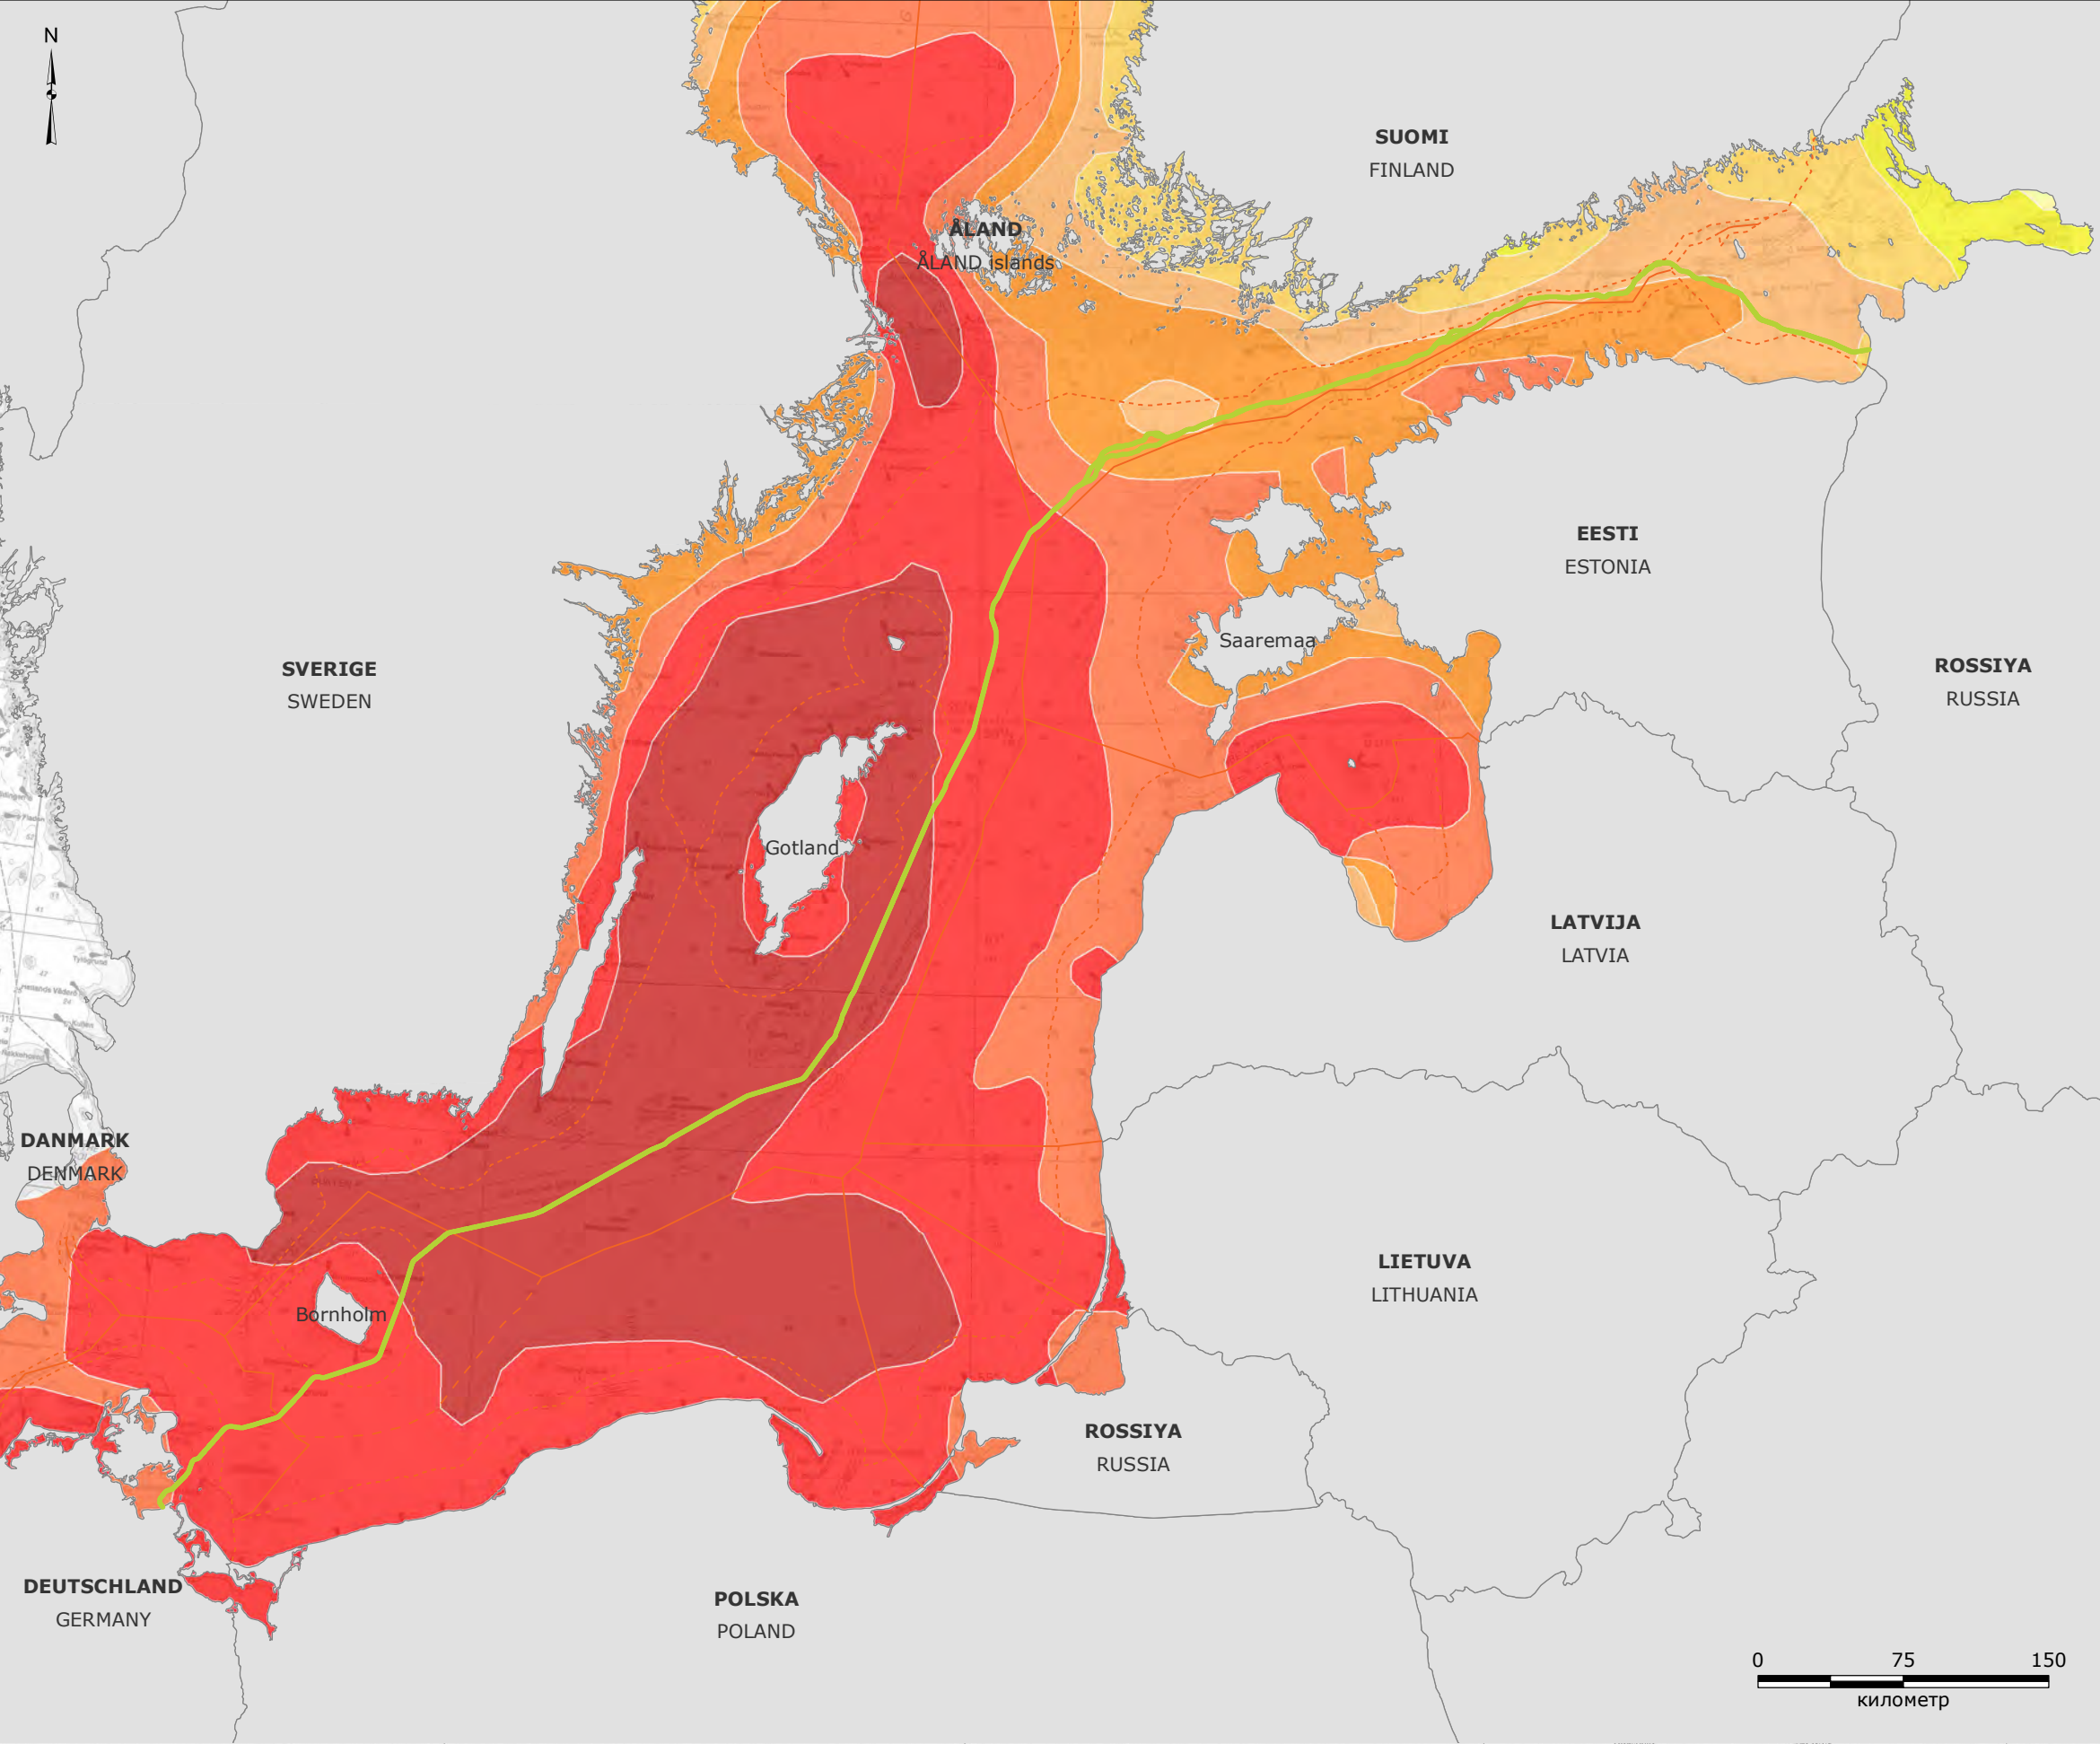 N
SUOMI
FINLAND
ÅLAND
ÅLAND islands
EESTI
ESTONIA
Saaremaa
ROSSIYA
RUSSIA
SVERIGE
SWEDEN
Gotland
LATVIJA
LATVIA
DANMARK
DENMARK
LIETUVA
LITHUANIA
Bornholm
ROSSIYA
RUSSIA
DEUTSCHLAND
GERMANY
POLSKA
POLAND
0 75 150
километр